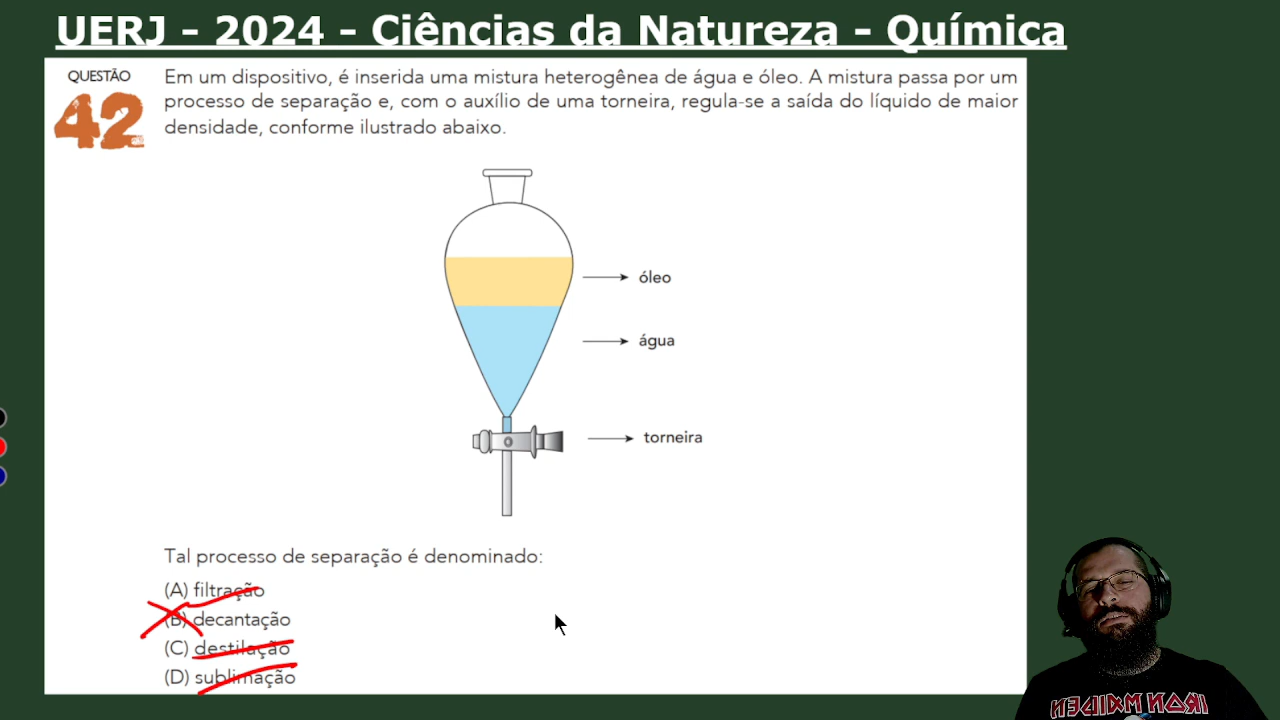 UERJ - 2024 - Ciências da Natureza - Química
QUESTÃO
42
Em um dispositivo, é inserida uma mistura heterogênea de água e óleo. A mistura passa por um
processo de separação e, com o auxílio de uma torneira, regula-se a saída do líquido de maior
densidade, conforme ilustrado abaixo.
óleo
água
torneira
Tal processo de separação é denominado:
(A) filtração
(B) decantação
(C) destilação
(D) sublimação
IRON MAIDEN